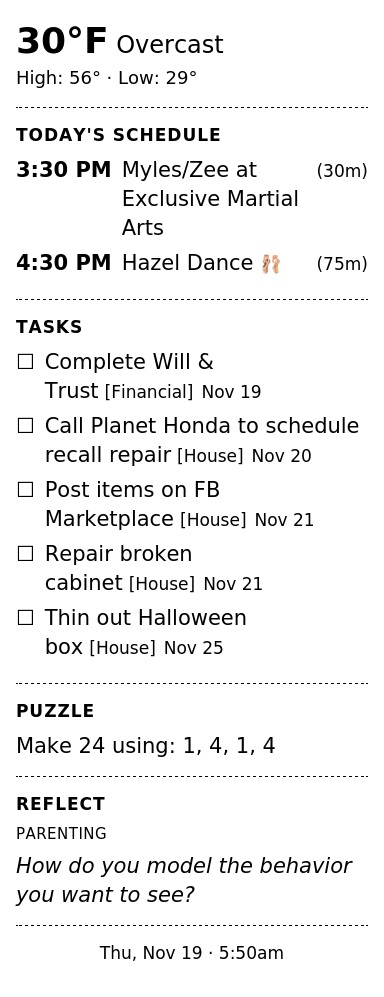 30°F Overcast
High: 56° · Low: 29°
TODAY'S SCHEDULE
3:30 PM Myles/Zee at (30m)
Exclusive Martial
Arts
4:30 PM Hazel Dance 🩰 (75m)
TASKS
☐ Complete Will &
Trust [Financial] Nov 19
☐ Call Planet Honda to schedule
recall repair [House] Nov 20
☐ Post items on FB
Marketplace [House] Nov 21
☐ Repair broken
cabinet [House] Nov 21
☐ Thin out Halloween
box [House] Nov 25
PUZZLE
Make 24 using: 1, 4, 1, 4
REFLECT
PARENTING
How do you model the behavior
you want to see?
Thu, Nov 19 · 5:50am